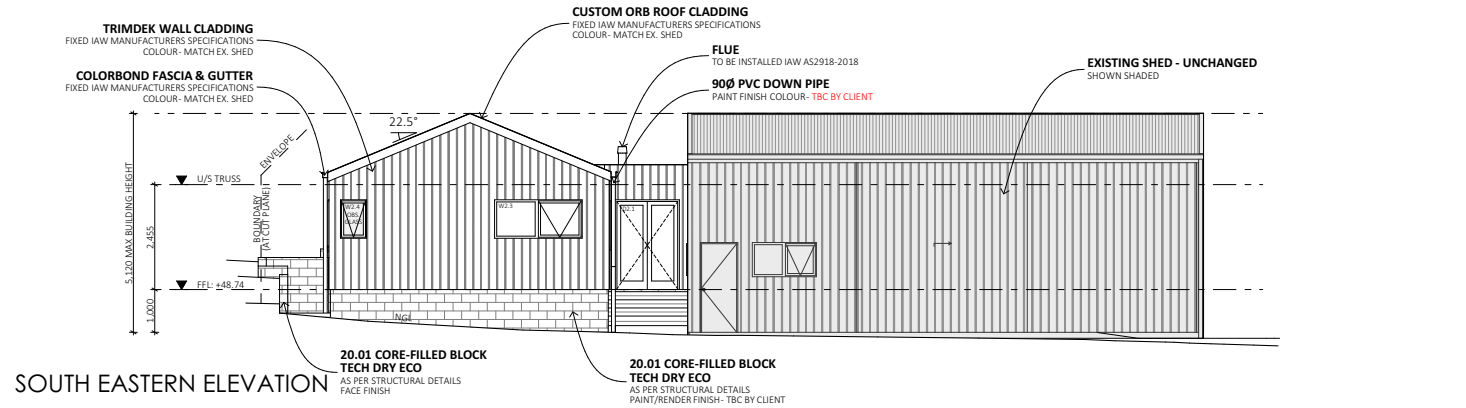 CUSTOM ORB ROOF CLADDING
FIXED IAW MANUFACTURERS SPECIFICATIONS
COLOUR- MATCH EX. SHED
TRIMDEK WALL CLADDING
FIXED IAW MANUFACTURERS SPECIFICATIONS
COLOUR- MATCH EX. SHED
FLUE
TO BE INSTALLED IAW AS2918-2018
EXISTING SHED - UNCHANGED
SHOWN SHADED
COLORBOND FASCIA & GUTTER
FIXED IAW MANUFACTURERS SPECIFICATIONS
COLOUR- MATCH EX. SHED
90Ø PVC DOWN PIPE
PAINT FINISH COLOUR- TBC BY CLIENT
22.5°
ENVELOPE
U/S TRUSS
BOUNDARY
(AT CUT PLANE)
5,120 MAX BUILDING HEIGHT
2,455
1,000
W2.4
OBS.
GLASS
W2.3
D2.1
FFL: +48.74
NGL
20.01 CORE-FILLED BLOCK
TECH DRY ECO
AS PER STRUCTURAL DETAILS
FACE FINISH
20.01 CORE-FILLED BLOCK
TECH DRY ECO
AS PER STRUCTURAL DETAILS
PAINT/RENDER FINISH- TBC BY CLIENT
SOUTH EASTERN ELEVATION